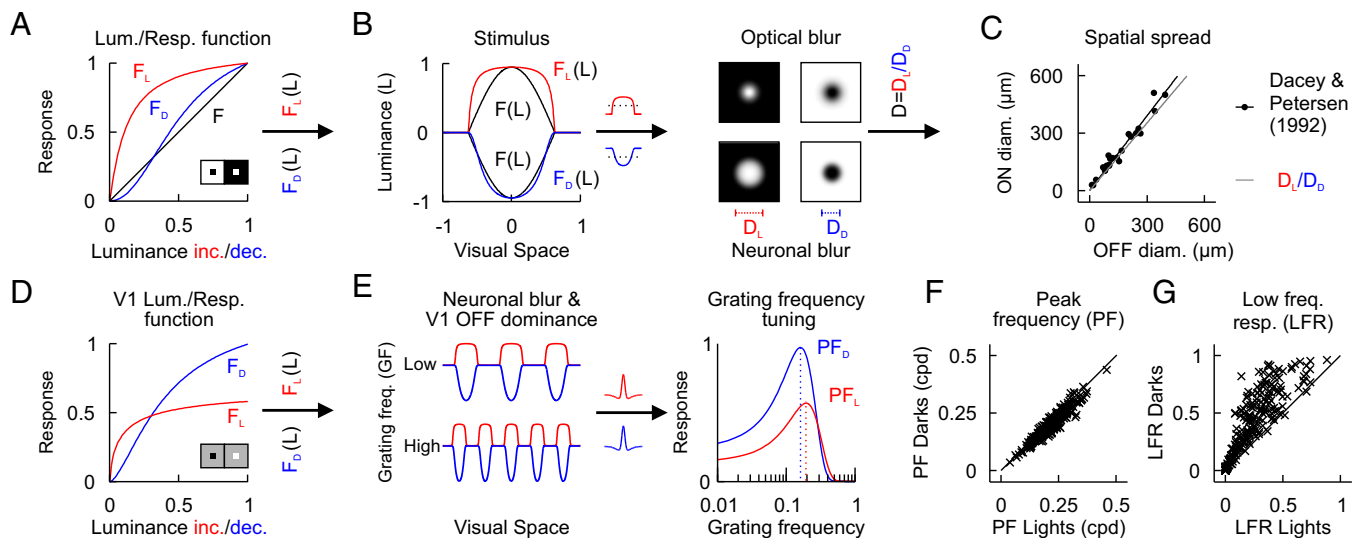 A
Lum./Resp. function
Response
1
0.5
0
0
0.5
1
F_L
F_D
F
Luminance inc./dec.
F_L(L)
F_D(L)
B
Stimulus
Luminance (L)
1
0
-1
-1
0
1
F_L(L)
F(L)
F(L)
F_D(L)
Visual Space
Optical blur
D_L
D_D
Neuronal blur
D=D_L/D_D
C
Spatial spread
ON diam. (µm)
600
300
0
0
300
600
OFF diam. (µm)
Dacey &
Petersen
(1992)
D_L/D_D
D
V1 Lum./Resp.
function
Response
1
0.5
0
0
0.5
1
F_D
F_L
Luminance inc./dec.
F_L(L)
F_D(L)
E
Neuronal blur &
V1 OFF dominance
Grating freq. (GF)
Low
High
Visual Space
Grating frequency
tuning
Response
1
0
0.01
0.1
1
PF_D
PF_L
Grating frequency
F
Peak
frequency (PF)
PF Darks (cpd)
0.5
0.25
0
0
0.5
PF Lights (cpd)
G
Low freq.
resp. (LFR)
LFR Darks
1
0.5
0
0
1
LFR Lights